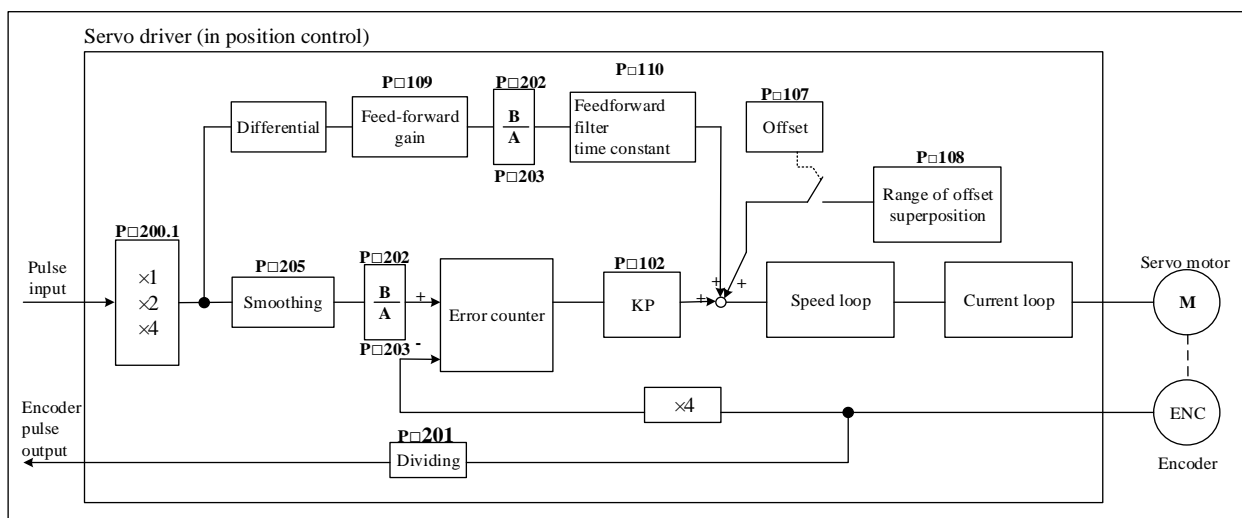 Servo driver (in position control)
P□109
P□202
P□110
P□107
Differential
Feed-forward
gain
B
A
Feedforward
filter
time constant
Offset
P□203
P□108
Range of offset
superposition
P□200.1
Pulse
input
×1
×2
×4
P□205
Smoothing
P□202
B
A
P□203
+
-
Error counter
P□102
KP
+
+
+
Speed loop
Current loop
Servo motor
M
×4
ENC
Encoder
Encoder
pulse
output
P□201
Dividing